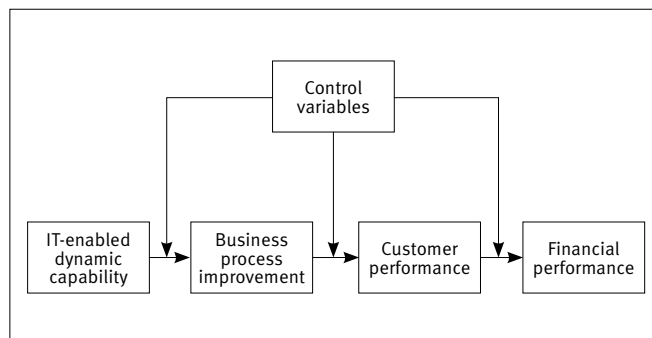 Control
variables
IT-enabled
dynamic
capability
Business
process
improvement
Customer
performance
Financial
performance